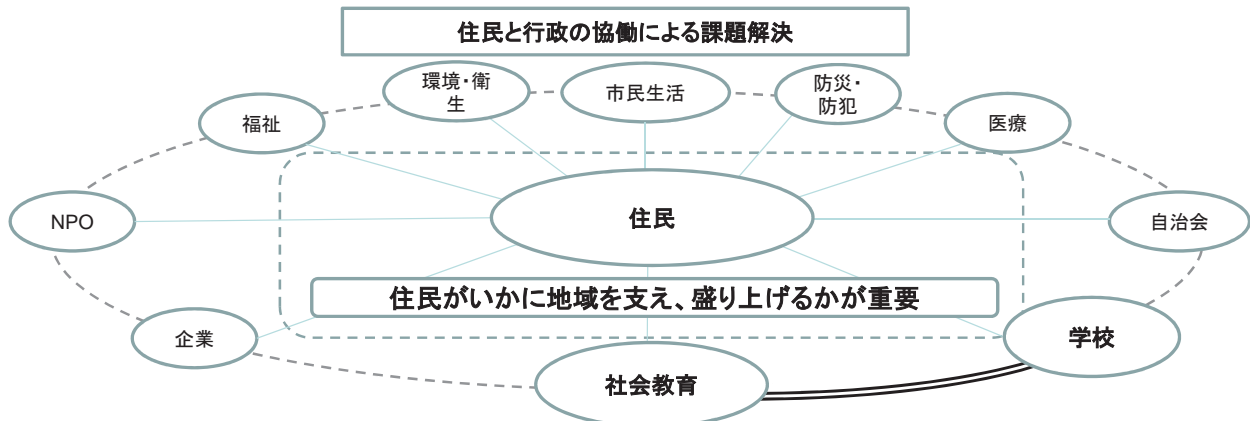 住民と行政の協働による課題解決
環境・衛
生
市民生活
防災・
防犯
福祉
医療
NPO
住民
自治会
住民がいかに地域を支え、盛り上げるかが重要
企業
学校
社会教育